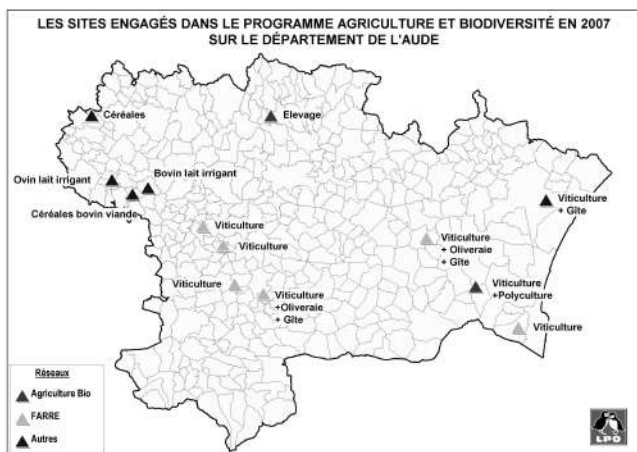 LES SITES ENGAGÉS DANS LE PROGRAMME AGRICULTURE ET BIODIVERSITÉ EN 2007
SUR LE DÉPARTEMENT DE L'AUDE
Céréales
Elevage
Ovin lait irrigant
Bovin lait irrigant
Céréales bovin viande
Viticulture
+ Gîte
Viticulture
Viticulture
Viticulture
+ Oliveraie
+ Gîte
Viticulture
Viticulture
+Oliveraie
+ Gîte
Viticulture
+Polyculture
Viticulture
Réseaux
Agriculture Bio
FARRE
Autres
LPO